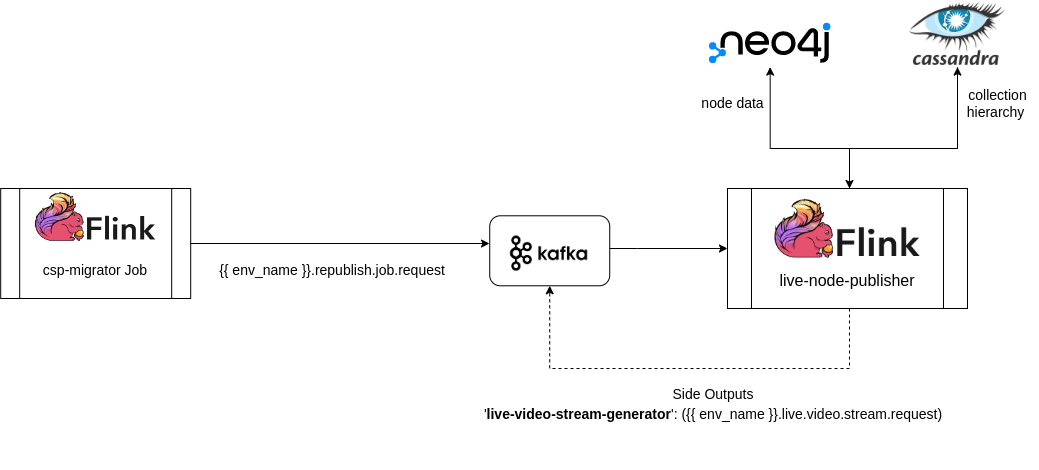 neo4j
cassandra
node data
collection
hierarchy
Flink
csp-migrator Job
{{ env_name }}.republish.job.request
kafka
Flink
live-node-publisher
Side Outputs
'live-video-stream-generator': ({{ env_name }}.live.video.stream.request)